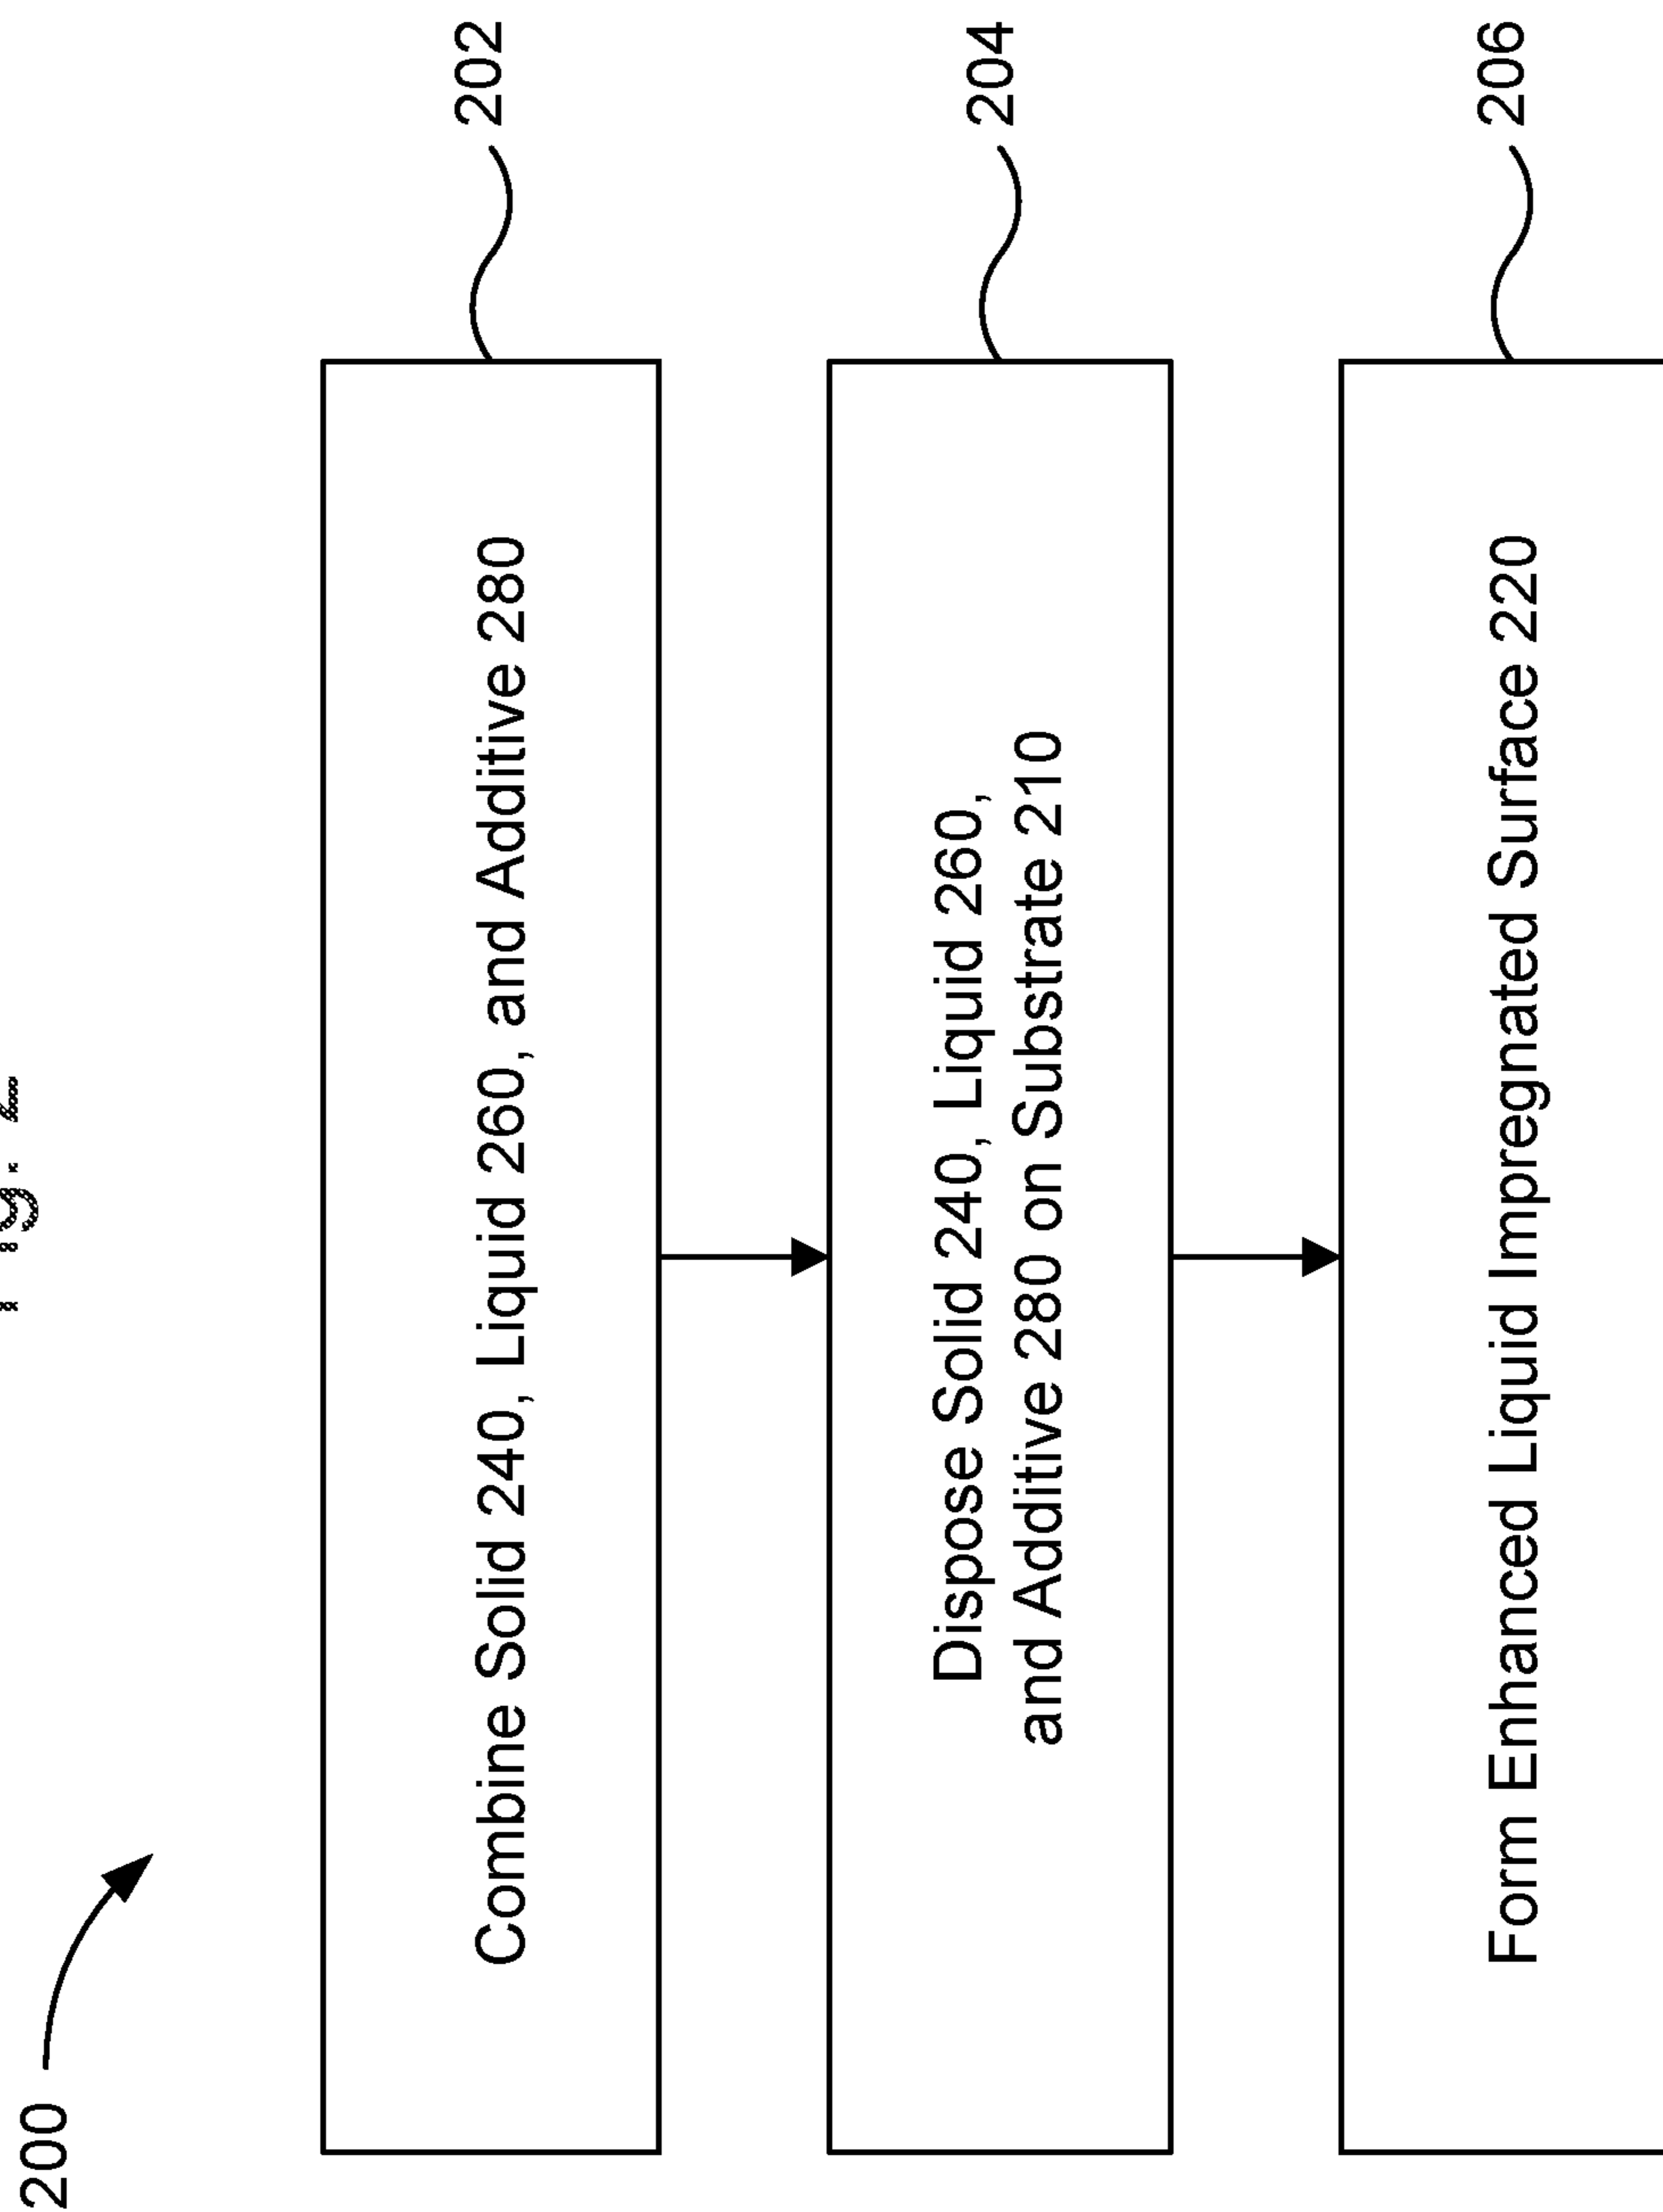 200
Combine Solid 240, Liquid 260, and Additive 280
202
Dispose Solid 240, Liquid 260,
and Additive 280 on Substrate 210
204
Form Enhanced Liquid Impregnated Surface 220
206